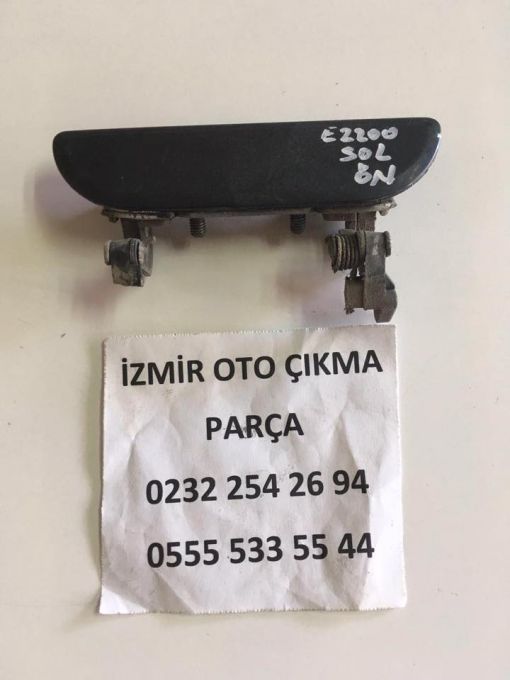 E2200
SOL
ÖN
İZMİR OTO ÇIKMA
PARÇA
0232 254 26 94
0555 533 55 44